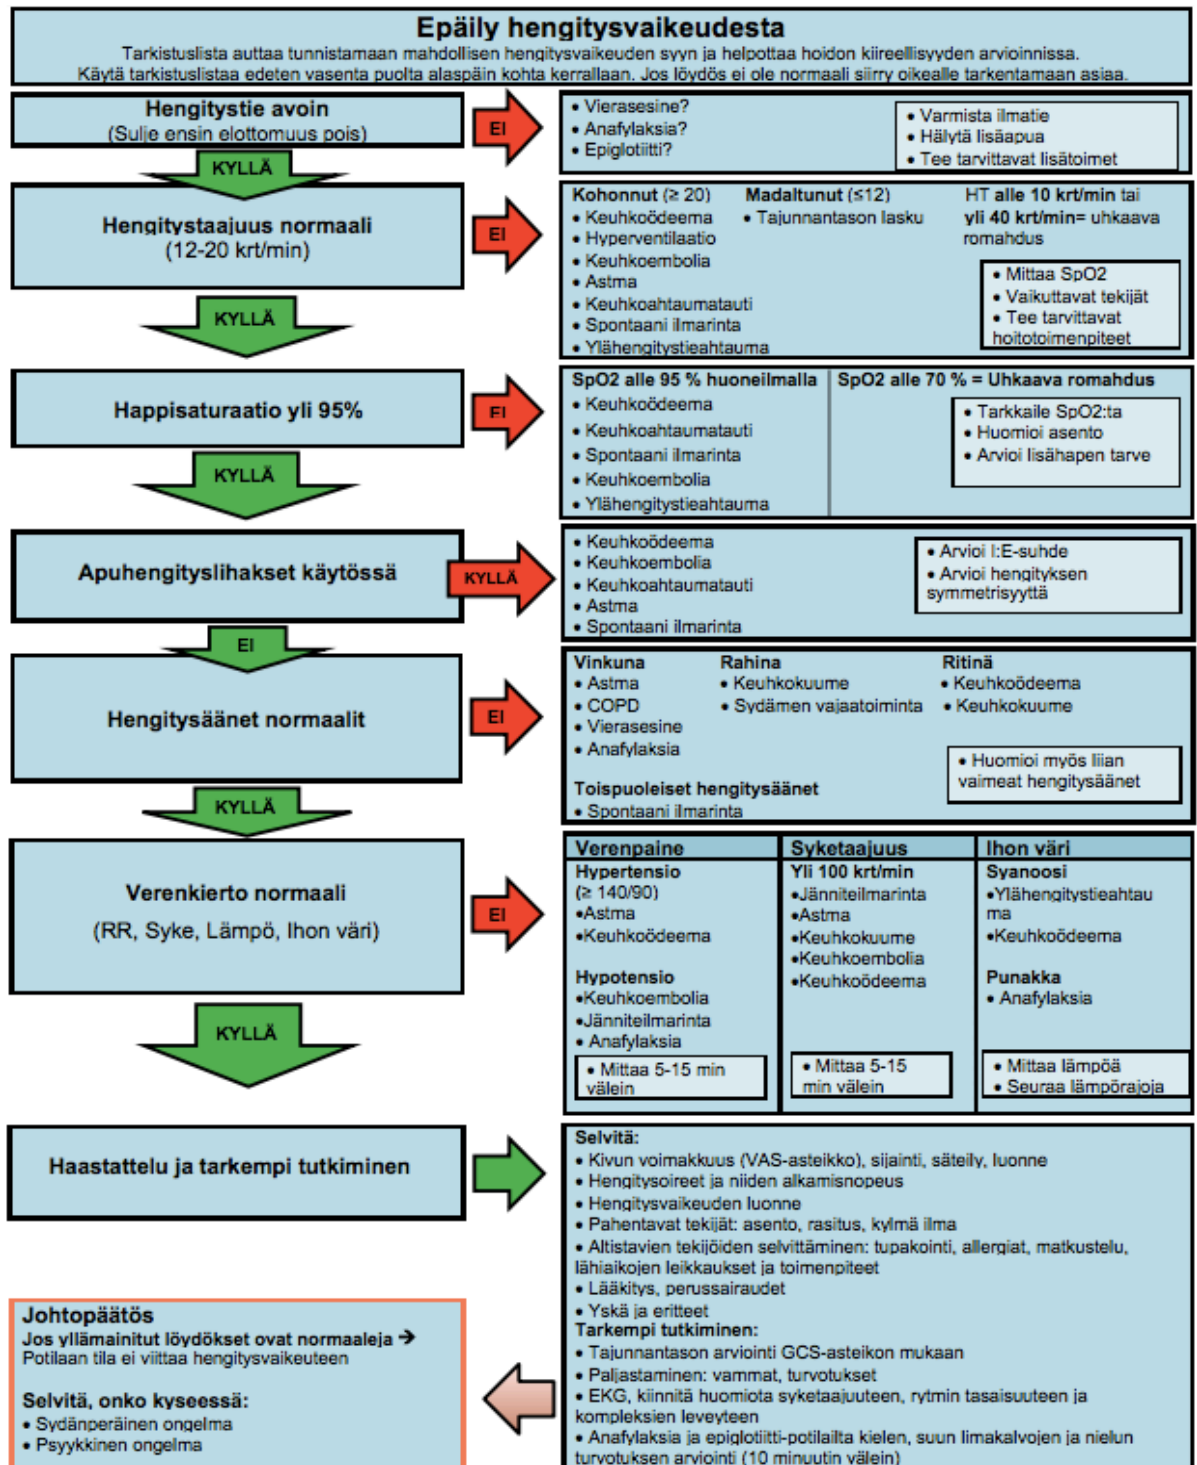 Epäily hengitysvaikeudesta
Tarkistuslista auttaa tunnistamaan mahdollisen hengitysvaikeuden syyn ja helpottaa hoidon kiireellisyyden arvioinnissa.
Käytä tarkistuslistaa edeten vasenta puolta alaspäin kohta kerrallaan. Jos löydös ei ole normaali siirry oikealle tarkentamaan asiaa.
Hengitystie avoin
(Sulje ensin elottomuus pois)
EI
• Vierasesine?
• Anafylaksia?
• Epiglotiitti?
• Varmista ilmatie
• Hälytä lisäapua
• Tee tarvittavat lisätoimet
KYLLÄ
Hengitystaajuus normaali
(12-20 krt/min)
EI
Kohonnut (≥ 20)
• Keuhkoödeema
• Hyperventilaatio
• Keuhkoembolia
• Astma
• Keuhkoahtaumatauti
• Spontaani ilmarinta
• Ylähengitystieahtauma
Madaltunut (≤12)
• Tajunnantason lasku
HT alle 10 krt/min tai
yli 40 krt/min= uhkaava
romahdus
• Mittaa SpO2
• Vaikuttavat tekijät
• Tee tarvittavat
hoitotoimenpiteet
KYLLÄ
Happisaturaatio yli 95%
EI
SpO2 alle 95 % huoneilmalla
• Keuhkoödeema
• Keuhkoahtaumatauti
• Spontaani ilmarinta
• Keuhkoembolia
• Ylähengitystieahtauma
SpO2 alle 70 % = Uhkaava romahdus
• Tarkkaile SpO2:ta
• Huomioi asento
• Arvioi lisähapen tarve
KYLLÄ
Apuhengityslihakset käytössä
KYLLÄ
• Keuhkoödeema
• Keuhkoembolia
• Keuhkoahtaumatauti
• Astma
• Spontaani ilmarinta
• Arvioi I:E-suhde
• Arvioi hengityksen
symmetrisyyttä
EI
Hengitysäänet normaalit
EI
Vinkuna
• Astma
• COPD
• Vierasesine
• Anafylaksia
Rahina
• Keuhkokuume
• Sydämen vajaatoiminta
Ritinä
• Keuhkoödeema
• Keuhkokuume
Toispuoleiset hengitysäänet
• Spontaani ilmarinta
• Huomioi myös liian
vaimeat hengitysäänet
KYLLÄ
Verenkierto normaali
(RR, Syke, Lämpö, Ihon väri)
EI
Verenpaine
Hypertensio
(≥ 140/90)
•Astma
•Keuhkoödeema
Hypotensio
•Keuhkoembolia
•Jänniteilmarinta
• Anafylaksia
• Mittaa 5-15 min
välein
Syketaajuus
Yli 100 krt/min
•Jänniteilmarinta
•Astma
•Keuhkokuume
•Keuhkoembolia
•Keuhkoödeema
• Mittaa 5-15
min välein
Ihon väri
Syanoosi
•Ylähengitystieahtau
ma
•Keuhkoödeema
Punakka
• Anafylaksia
• Mittaa lämpöä
• Seuraa lämpörajoja
KYLLÄ
Haastattelu ja tarkempi tutkiminen
Selvitä:
• Kivun voimakkuus (VAS-asteikko), sijainti, säteily, luonne
• Hengitysoireet ja niiden alkamisnopeus
• Hengitysvaikeuden luonne
• Pahentavat tekijät: asento, rasitus, kylmä ilma
• Altistavien tekijöiden selvittäminen: tupakointi, allergiat, matkustelu,
lähiaikojen leikkaukset ja toimenpiteet
• Lääkitys, perussairaudet
• Yskä ja eritteet
Tarkempi tutkiminen:
• Tajunnantason arviointi GCS-asteikon mukaan
• Paljastaminen: vammat, turvotukset
• EKG, kiinnitä huomiota syketaajuuteen, rytmin tasaisuuteen ja
kompleksien leveyteen
• Anafylaksia ja epiglotiitti-potilailta kielen, suun limakalvojen ja nielun
turvotuksen arviointi (10 minuutin välein)
Johtopäätös
Jos yllämainitut löydökset ovat normaaleja →
Potilaan tila ei viittaa hengitysvaikeuteen
Selvitä, onko kyseessä:
• Sydänperäinen ongelma
• Psyykkinen ongelma